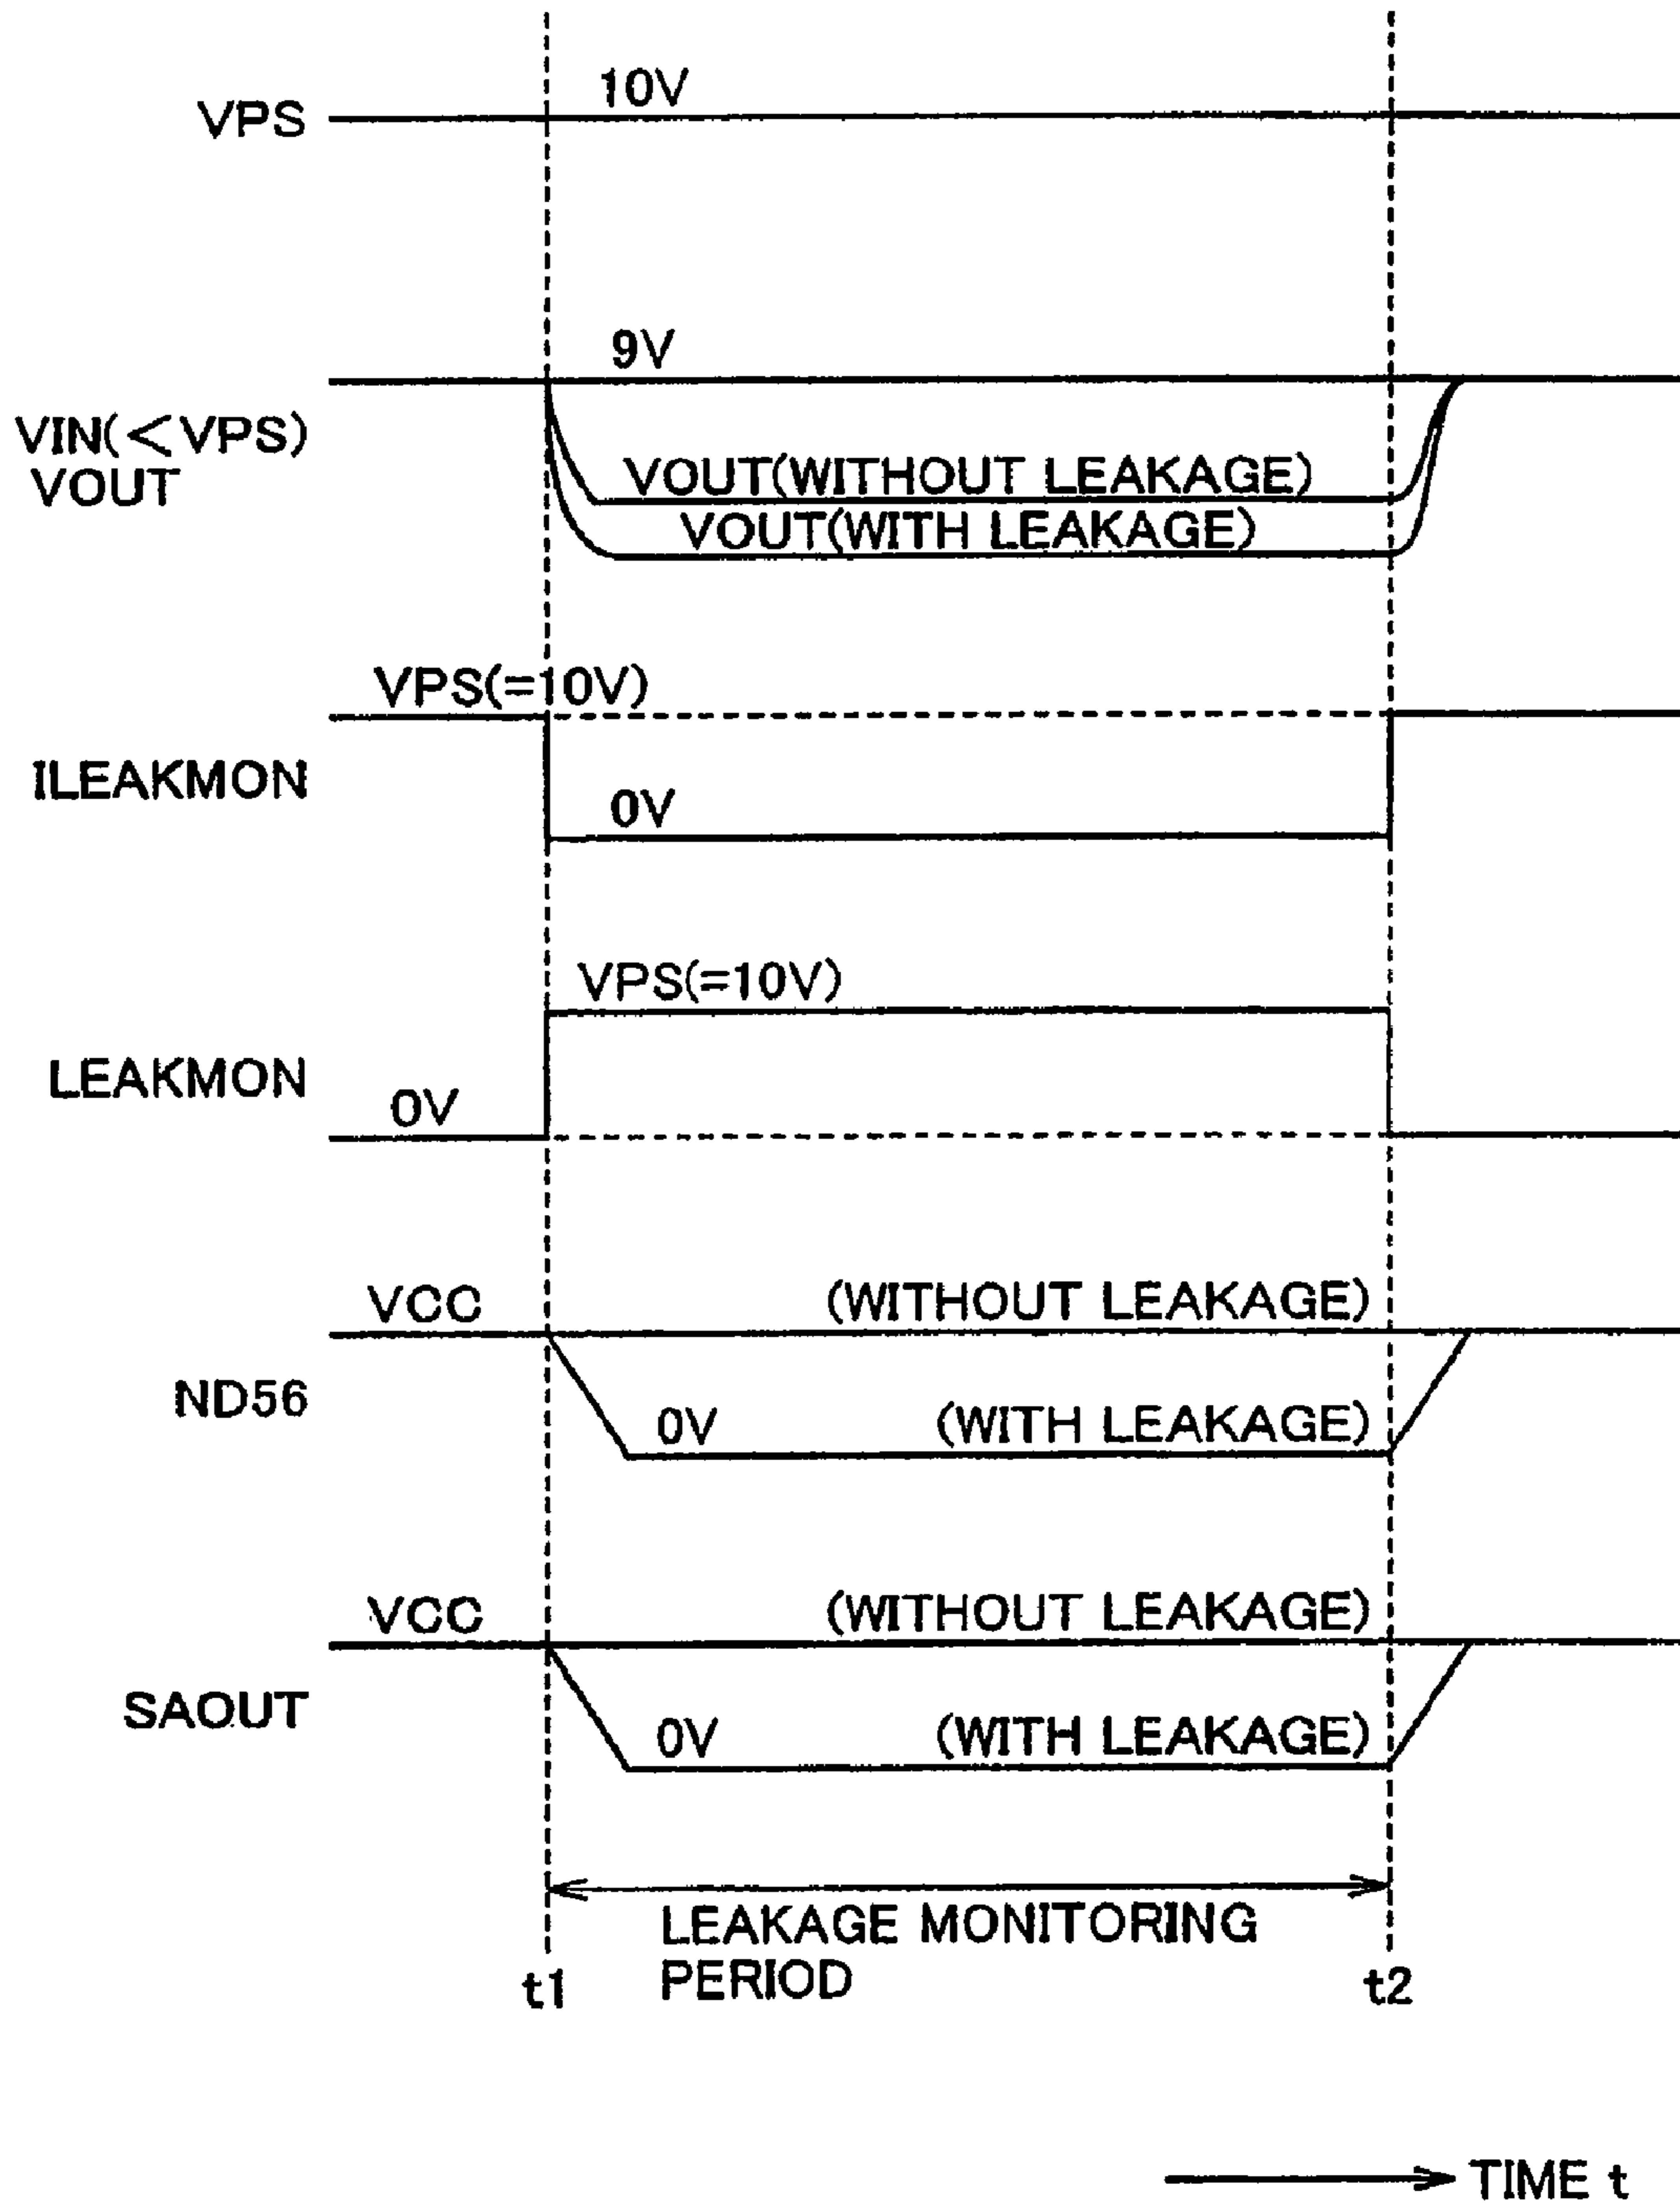 10V
VPS
9V
VIN(<VPS)
VOUT
VOUT(WITHOUT LEAKAGE)
VOUT(WITH LEAKAGE)
VPS(=10V)
ILEAKMON
0V
VPS(=10V)
LEAKMON
0V
VCC
(WITHOUT LEAKAGE)
ND56
0V
(WITH LEAKAGE)
VCC
(WITHOUT LEAKAGE)
SAOUT
0V
(WITH LEAKAGE)
LEAKAGE MONITORING
PERIOD
t1
t2
TIME t